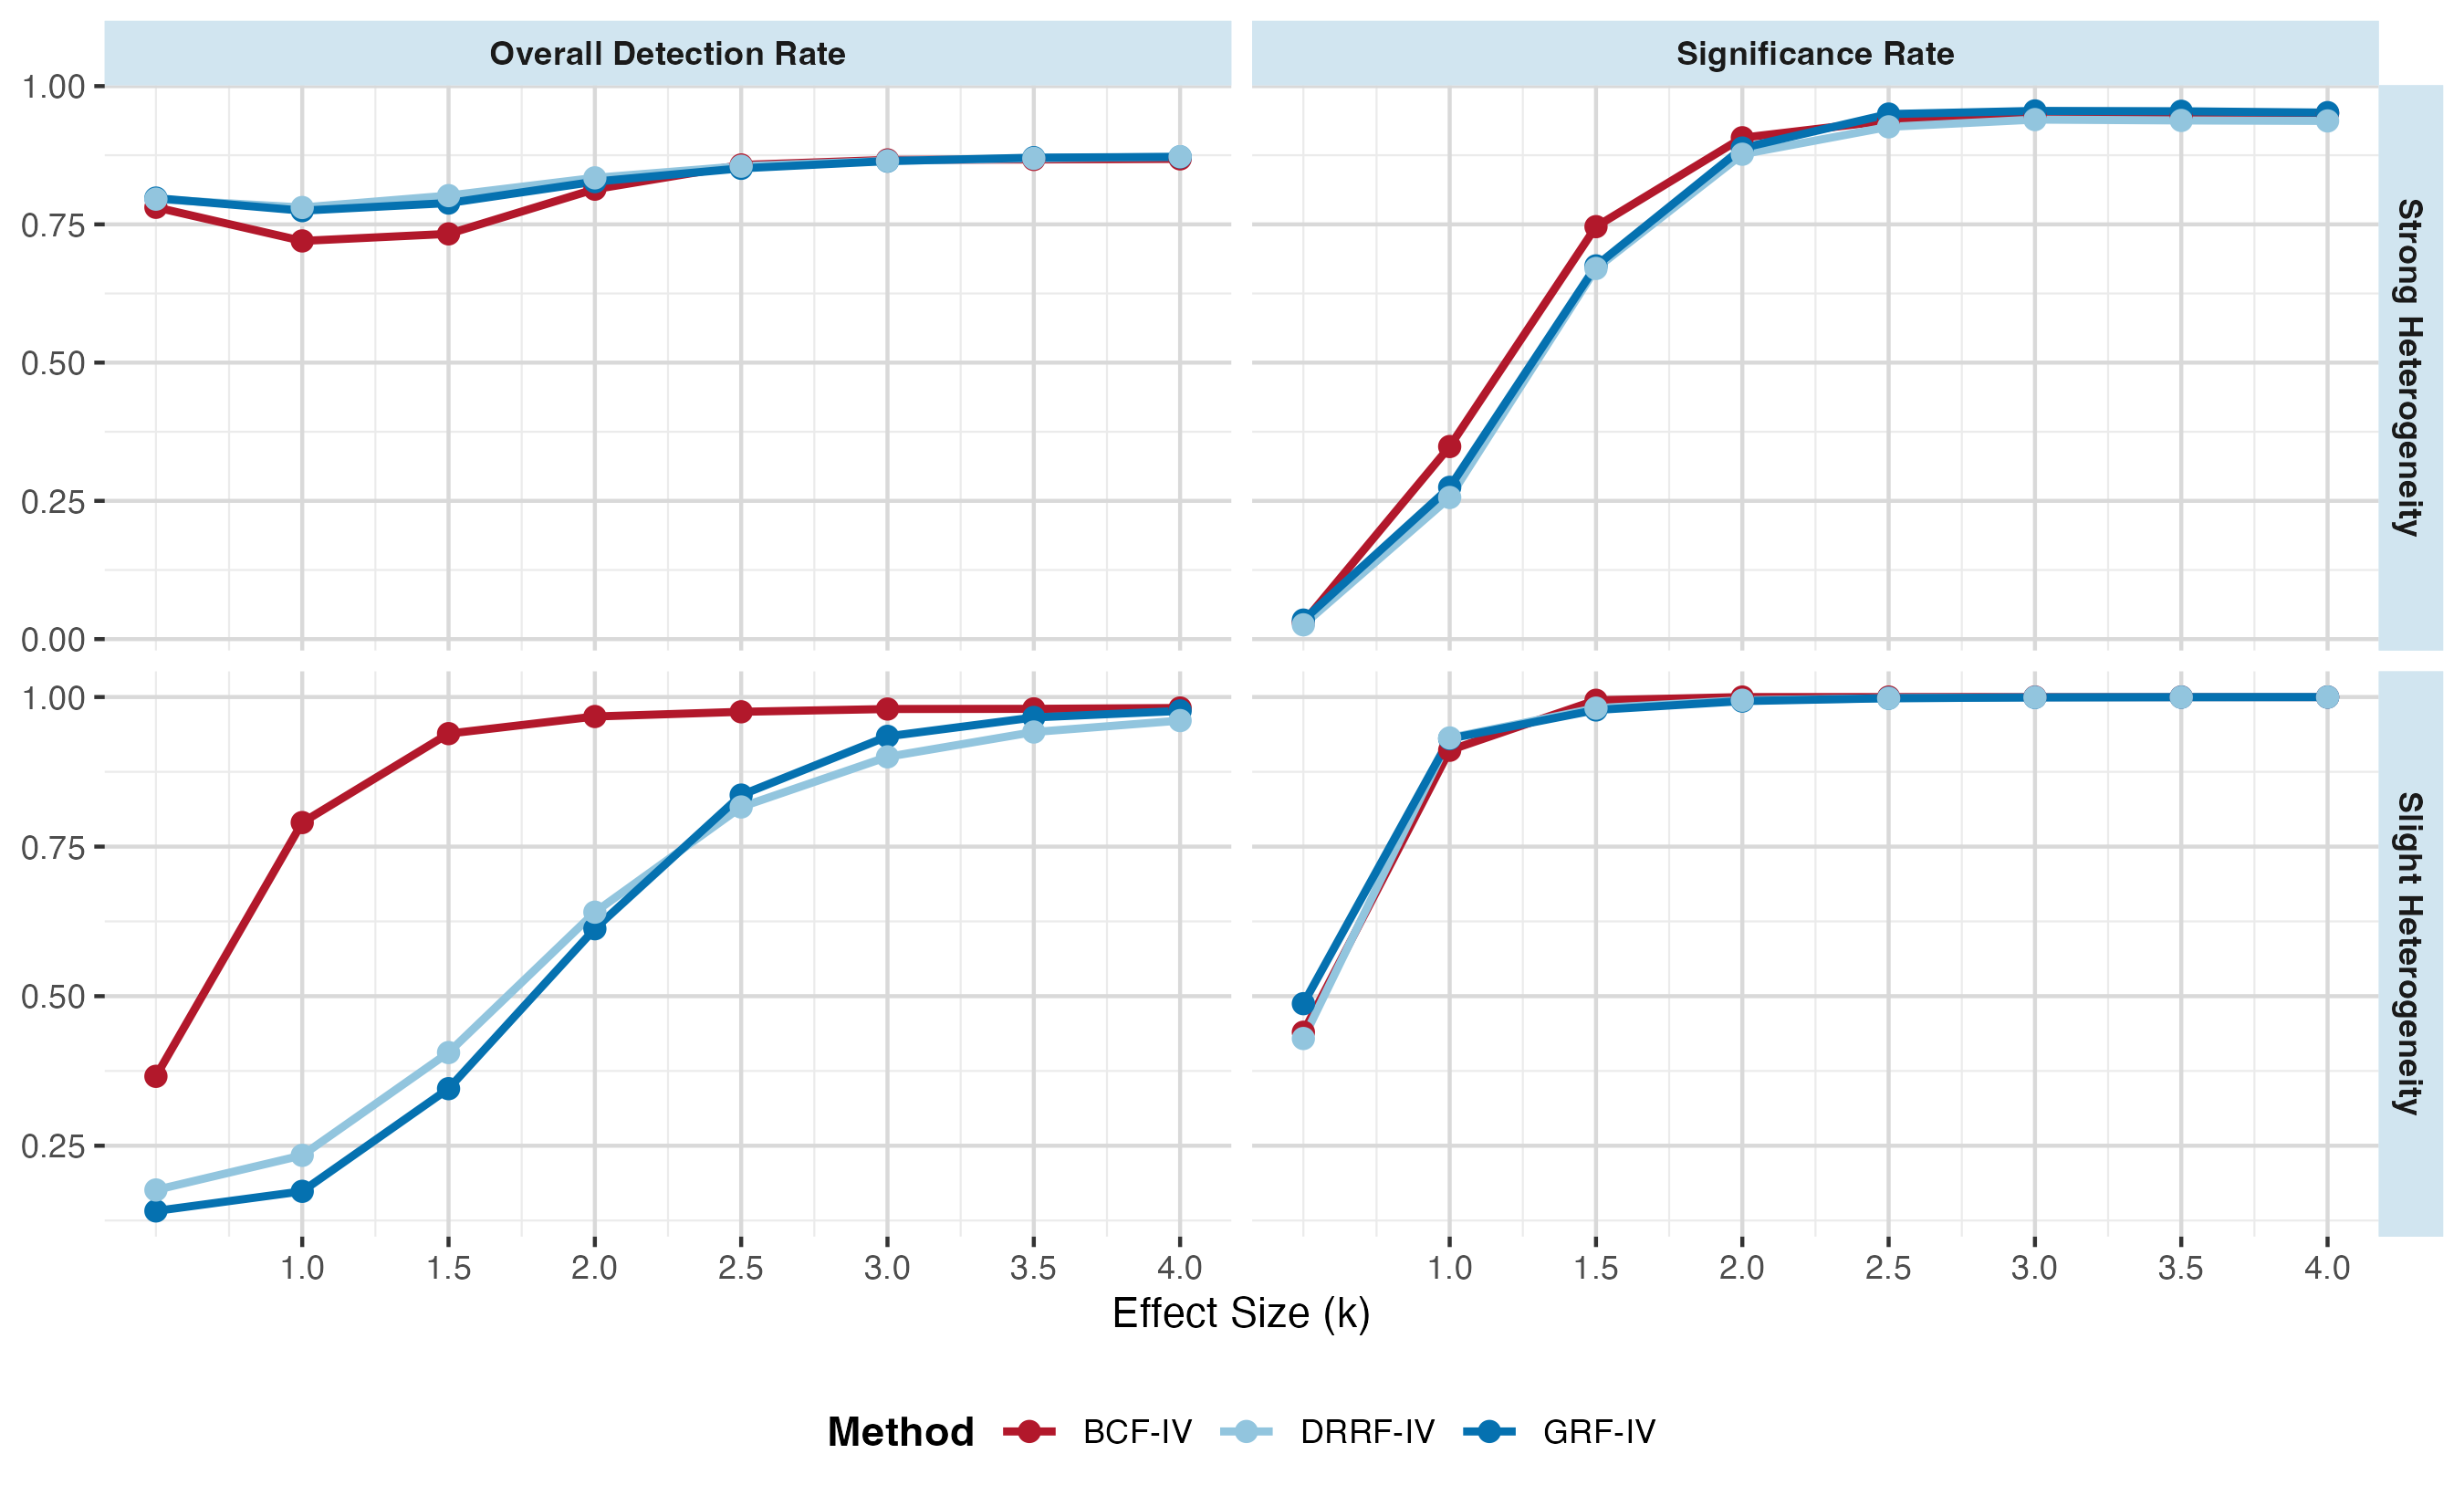 Overall Detection Rate
Significance Rate
1.00
0.75
0.50
0.25
0.00
Strong Heterogeneity
1.00
0.75
0.50
0.25
Slight Heterogeneity
1.0 1.5 2.0 2.5 3.0 3.5 4.0
1.0 1.5 2.0 2.5 3.0 3.5 4.0
Effect Size (k)
Method BCF-IV DRRF-IV GRF-IV